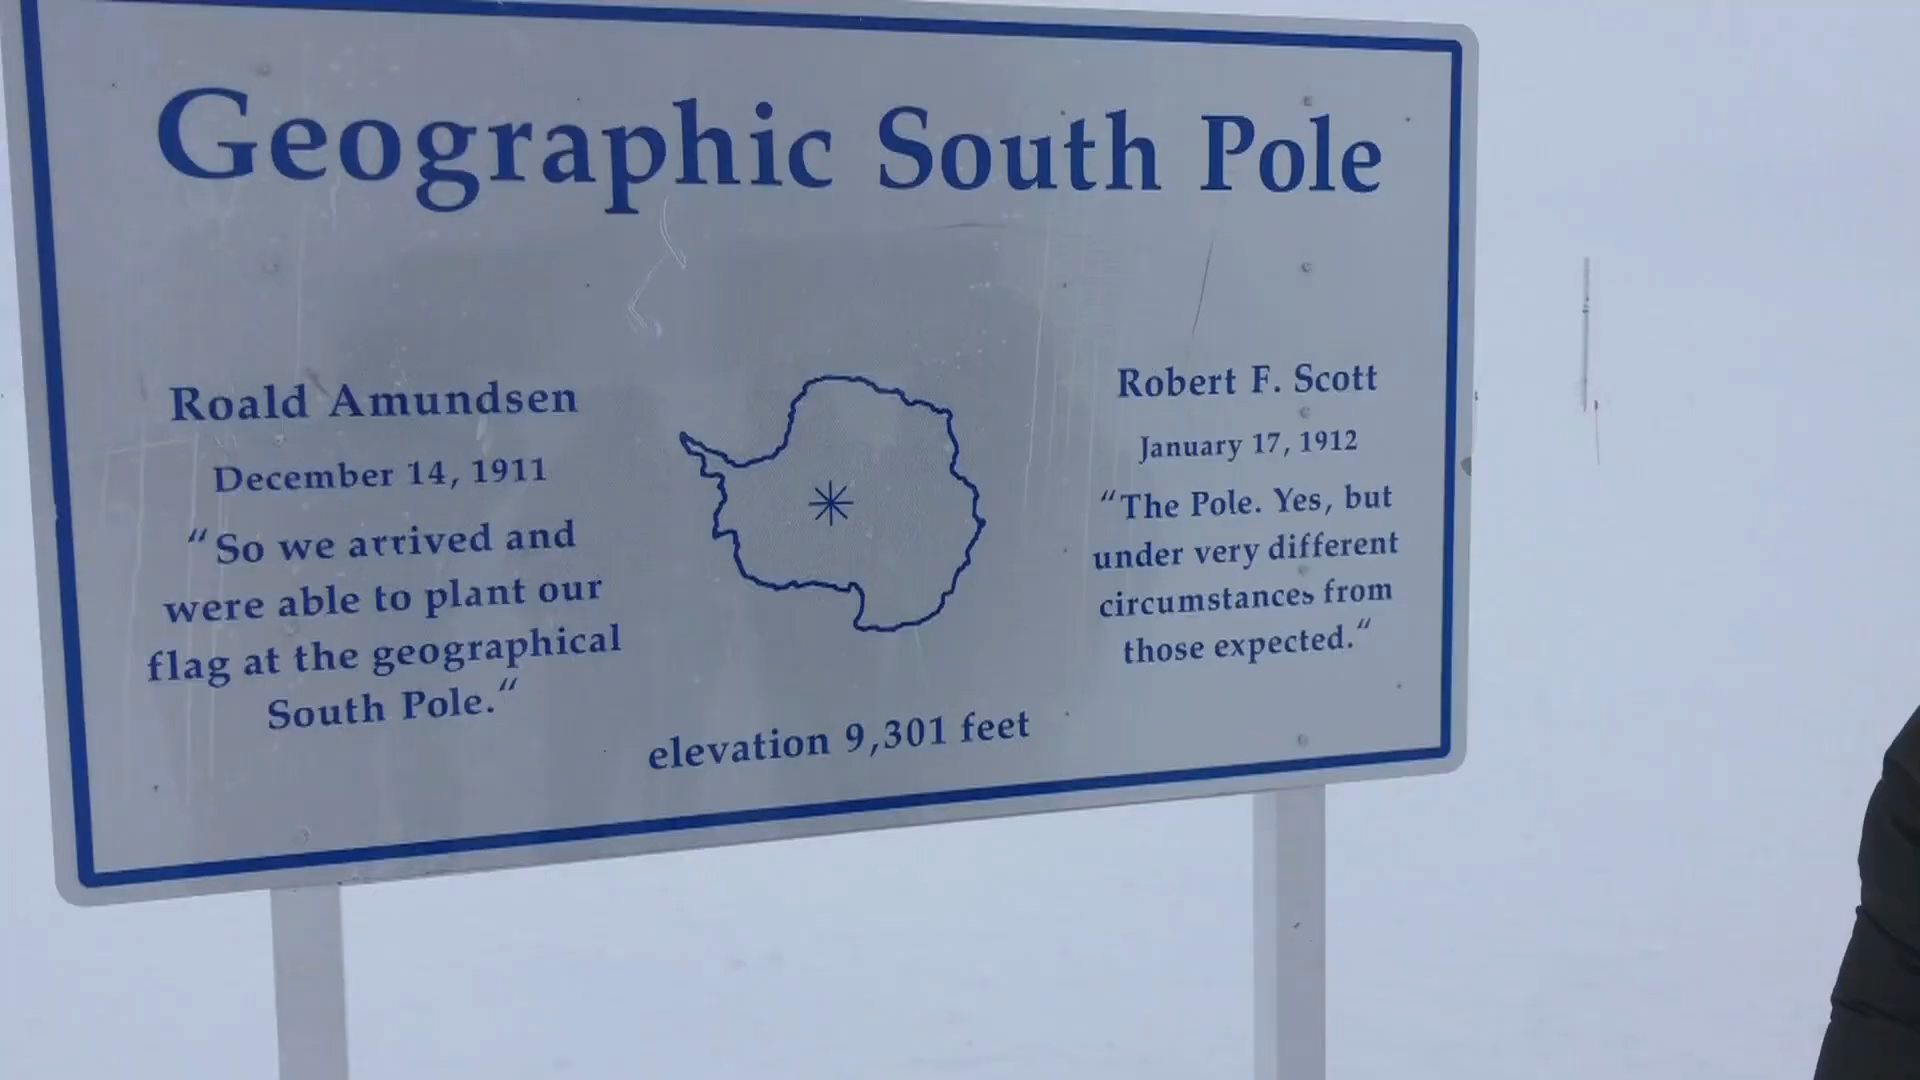 Geographic South Pole
Roald Amundsen
December 14, 1911
“So we arrived and
were able to plant our
flag at the geographical
South Pole.“
Robert F. Scott
January 17, 1912
“The Pole. Yes, but
under very different
circumstances from
those expected.“
elevation 9,301 feet